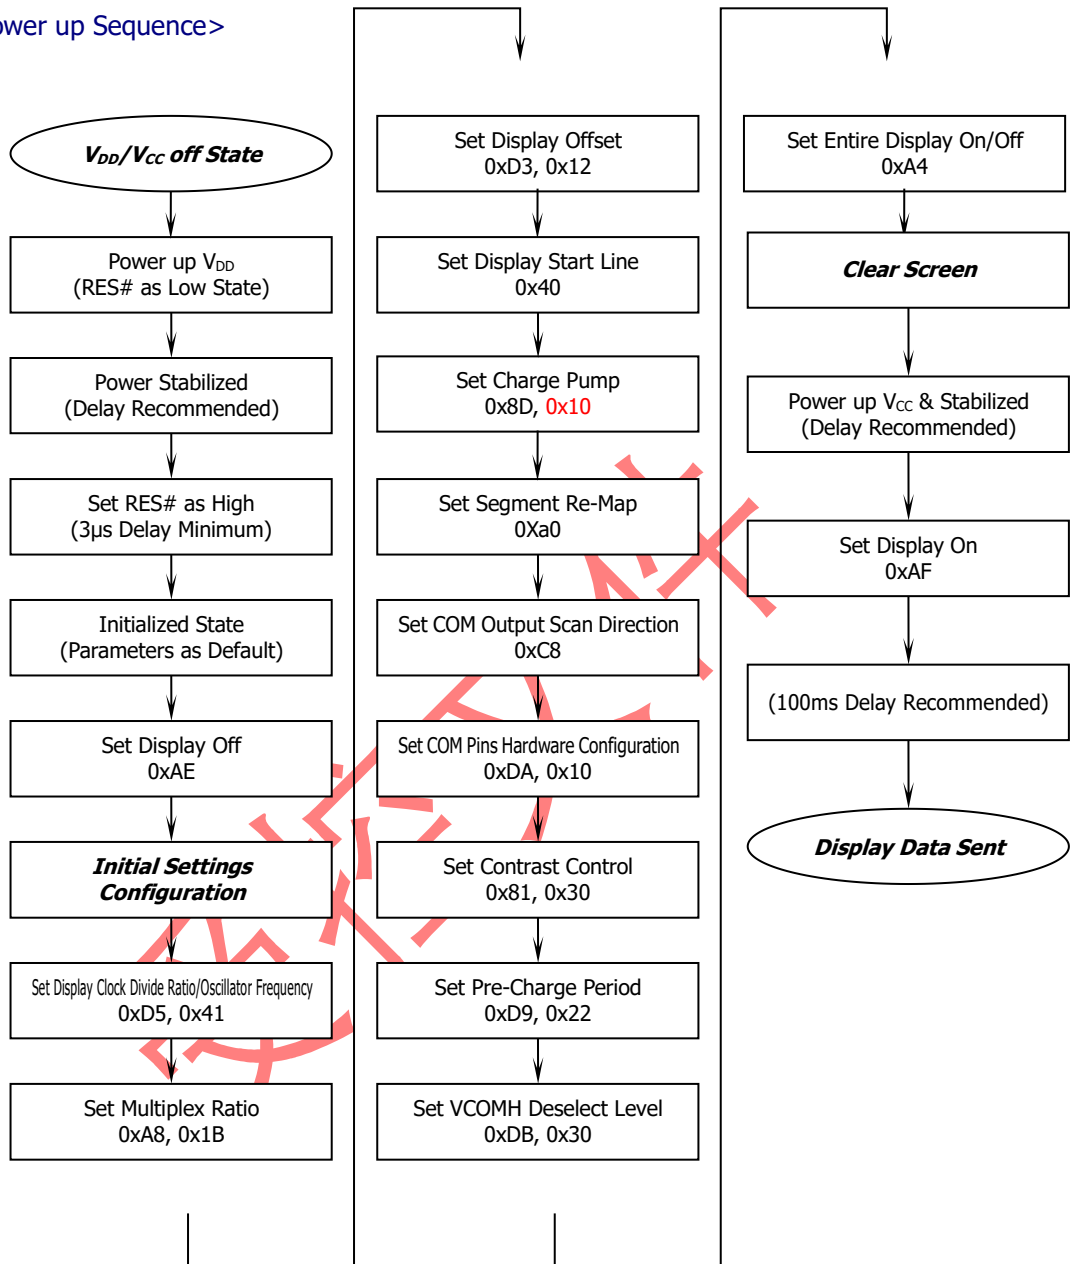 ower up Sequence>
VDD/VCC off State
Power up VDD
(RES# as Low State)
Power Stabilized
(Delay Recommended)
Set RES# as High
(3μs Delay Minimum)
Initialized State
(Parameters as Default)
Set Display Off
0xAE
Initial Settings
Configuration
Set Display Clock Divide Ratio/Oscillator Frequency
0xD5, 0x41
Set Multiplex Ratio
0xA8, 0x1B
Set Display Offset
0xD3, 0x12
Set Display Start Line
0x40
Set Charge Pump
0x8D, 0x10
Set Segment Re-Map
0Xa0
Set COM Output Scan Direction
0xC8
Set COM Pins Hardware Configuration
0xDA, 0x10
Set Contrast Control
0x81, 0x30
Set Pre-Charge Period
0xD9, 0x22
Set VCOMH Deselect Level
0xDB, 0x30
Set Entire Display On/Off
0xA4
Clear Screen
Power up VCC & Stabilized
(Delay Recommended)
Set Display On
0xAF
(100ms Delay Recommended)
Display Data Sent